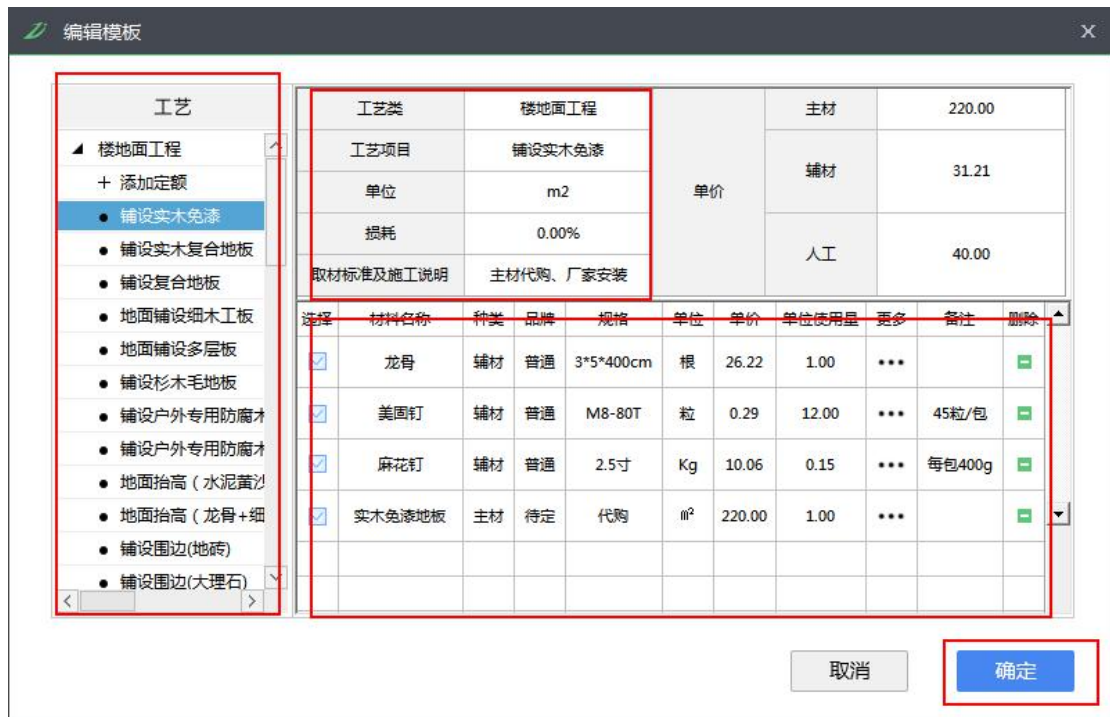 编辑模板
工艺
楼地面工程
+ 添加定额
铺设实木免漆
铺设实木复合地板
铺设复合地板
地面铺设细木工板
地面铺设多层板
铺设杉木毛地板
铺设户外专用防腐木
铺设户外专用防腐木
地面抬高(水泥黄沙
地面抬高(龙骨+细
铺设围边(地砖)
铺设围边(大理石)
工艺类 楼地面工程
工艺项目 铺设实木免漆
单位 m2
损耗 0.00%
取材标准及施工说明 主材代购、厂家安装
单价
主材 220.00
辅材 31.21
人工 40.00
选择 材料名称 种类 品牌 规格 单位 单价 单位使用量 更多 备注 删除
龙骨 辅材 普通 3*5*400cm 根 26.22 1.00 •••
美固钉 辅材 普通 M8-80T 粒 0.29 12.00 ••• 45粒/包
麻花钉 辅材 普通 2.5寸 Kg 10.06 0.15 ••• 每包400g
实木免漆地板 主材 待定 代购 m² 220.00 1.00 •••
取消 确定